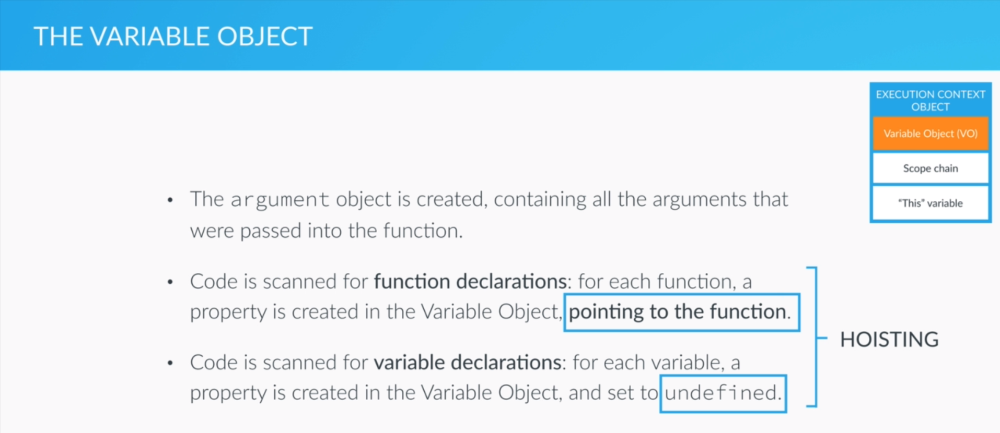 THE VARIABLE OBJECT
EXECUTION CONTEXT
OBJECT
Variable Object (VO)
Scope chain
“This” variable
• The argument object is created, containing all the arguments that
were passed into the function.
• Code is scanned for function declarations: for each function, a
property is created in the Variable Object, pointing to the function.
• Code is scanned for variable declarations: for each variable, a
property is created in the Variable Object, and set to undefined.
HOISTING